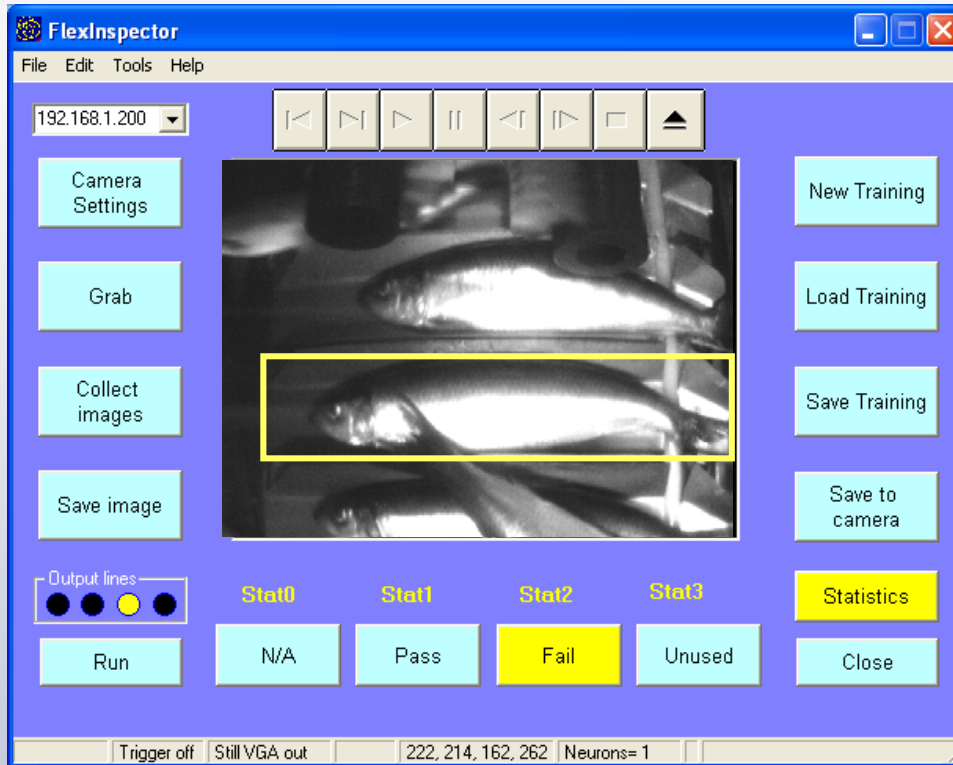 FlexInspector
File Edit Tools Help
192.168.1.200
Camera
Settings
New Training
Grab
Load Training
Collect
images
Save Training
Save image
Save to
camera
Output lines
Stat0 Stat1 Stat2 Stat3
Statistics
Run
N/A Pass Fail Unused
Close
Trigger off Still VGA out 222, 214, 162, 262 Neurons= 1